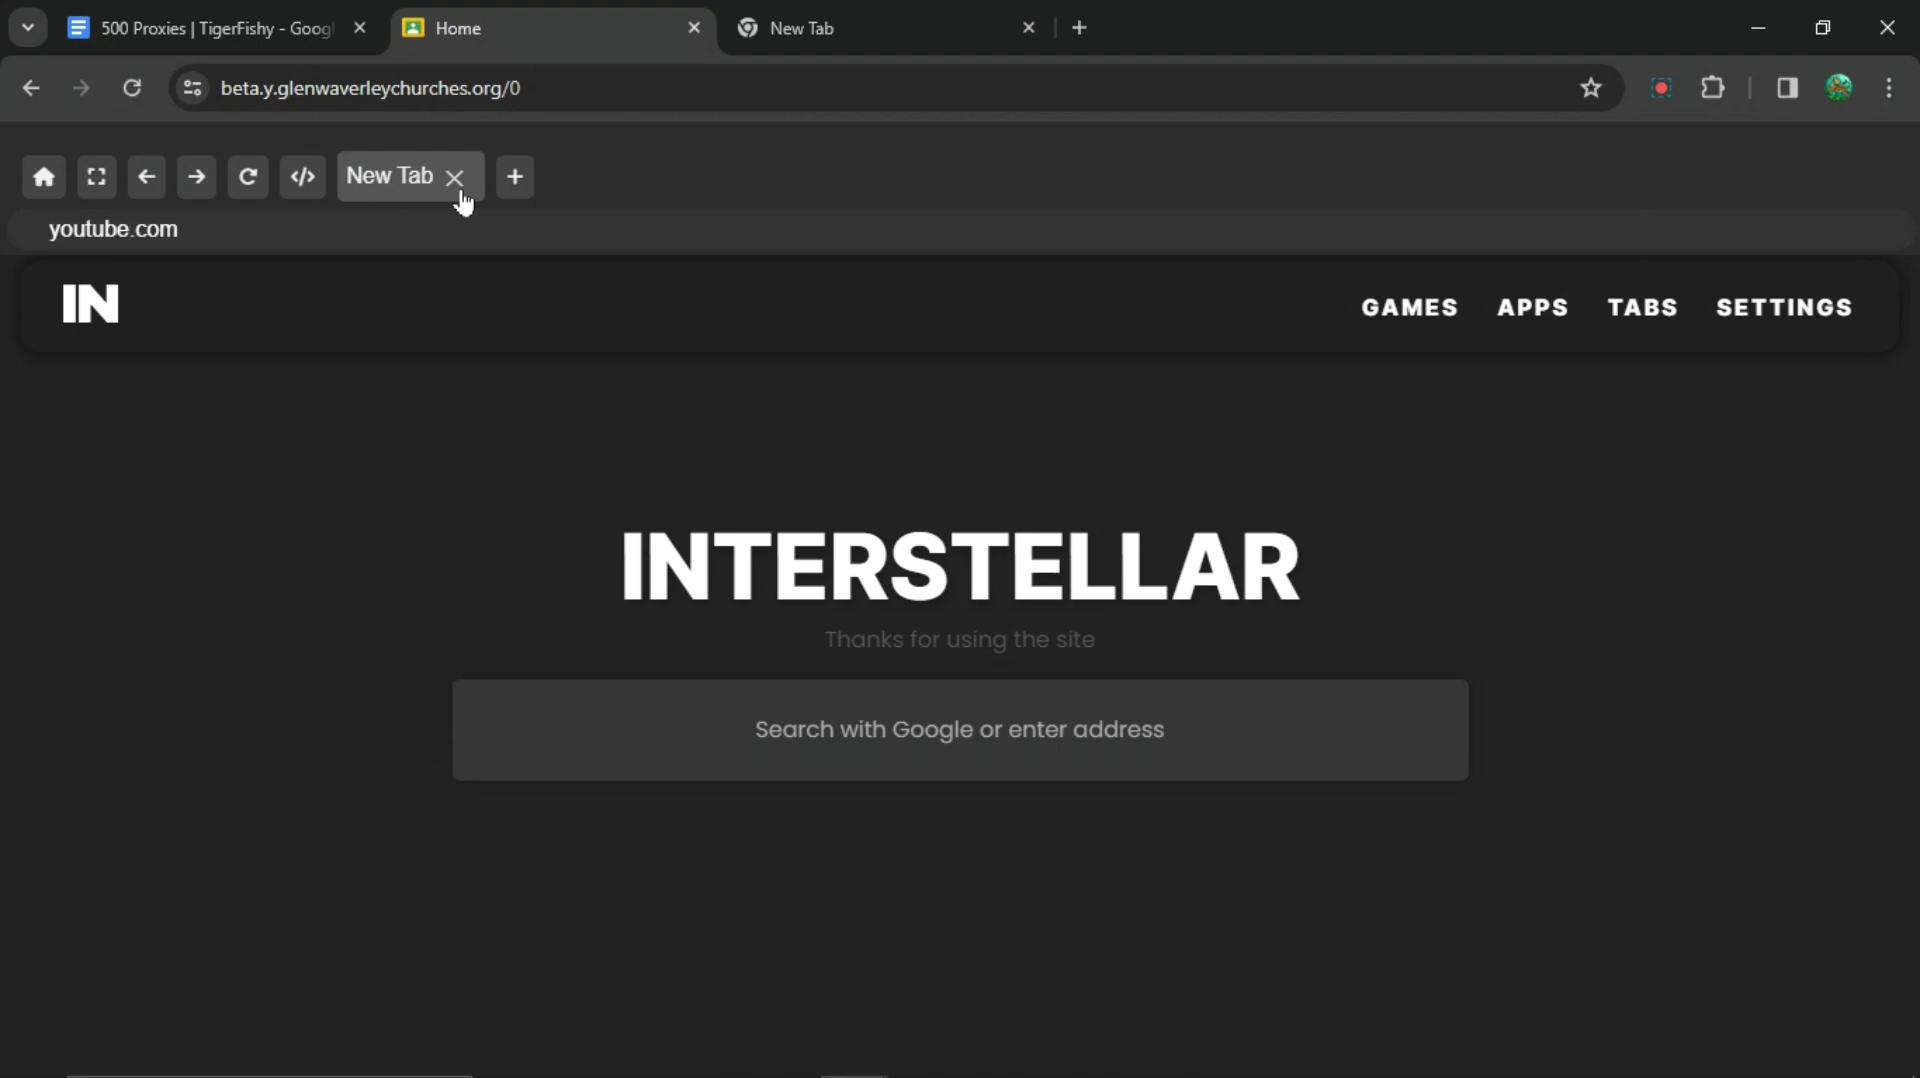 500 Proxies | TigerFishy - Googl
Home
New Tab
beta.y.glenwaverleychurches.org/0
New Tab
youtube.com
IN
GAMES APPS TABS SETTINGS
INTERSTELLAR
Thanks for using the site
Search with Google or enter address